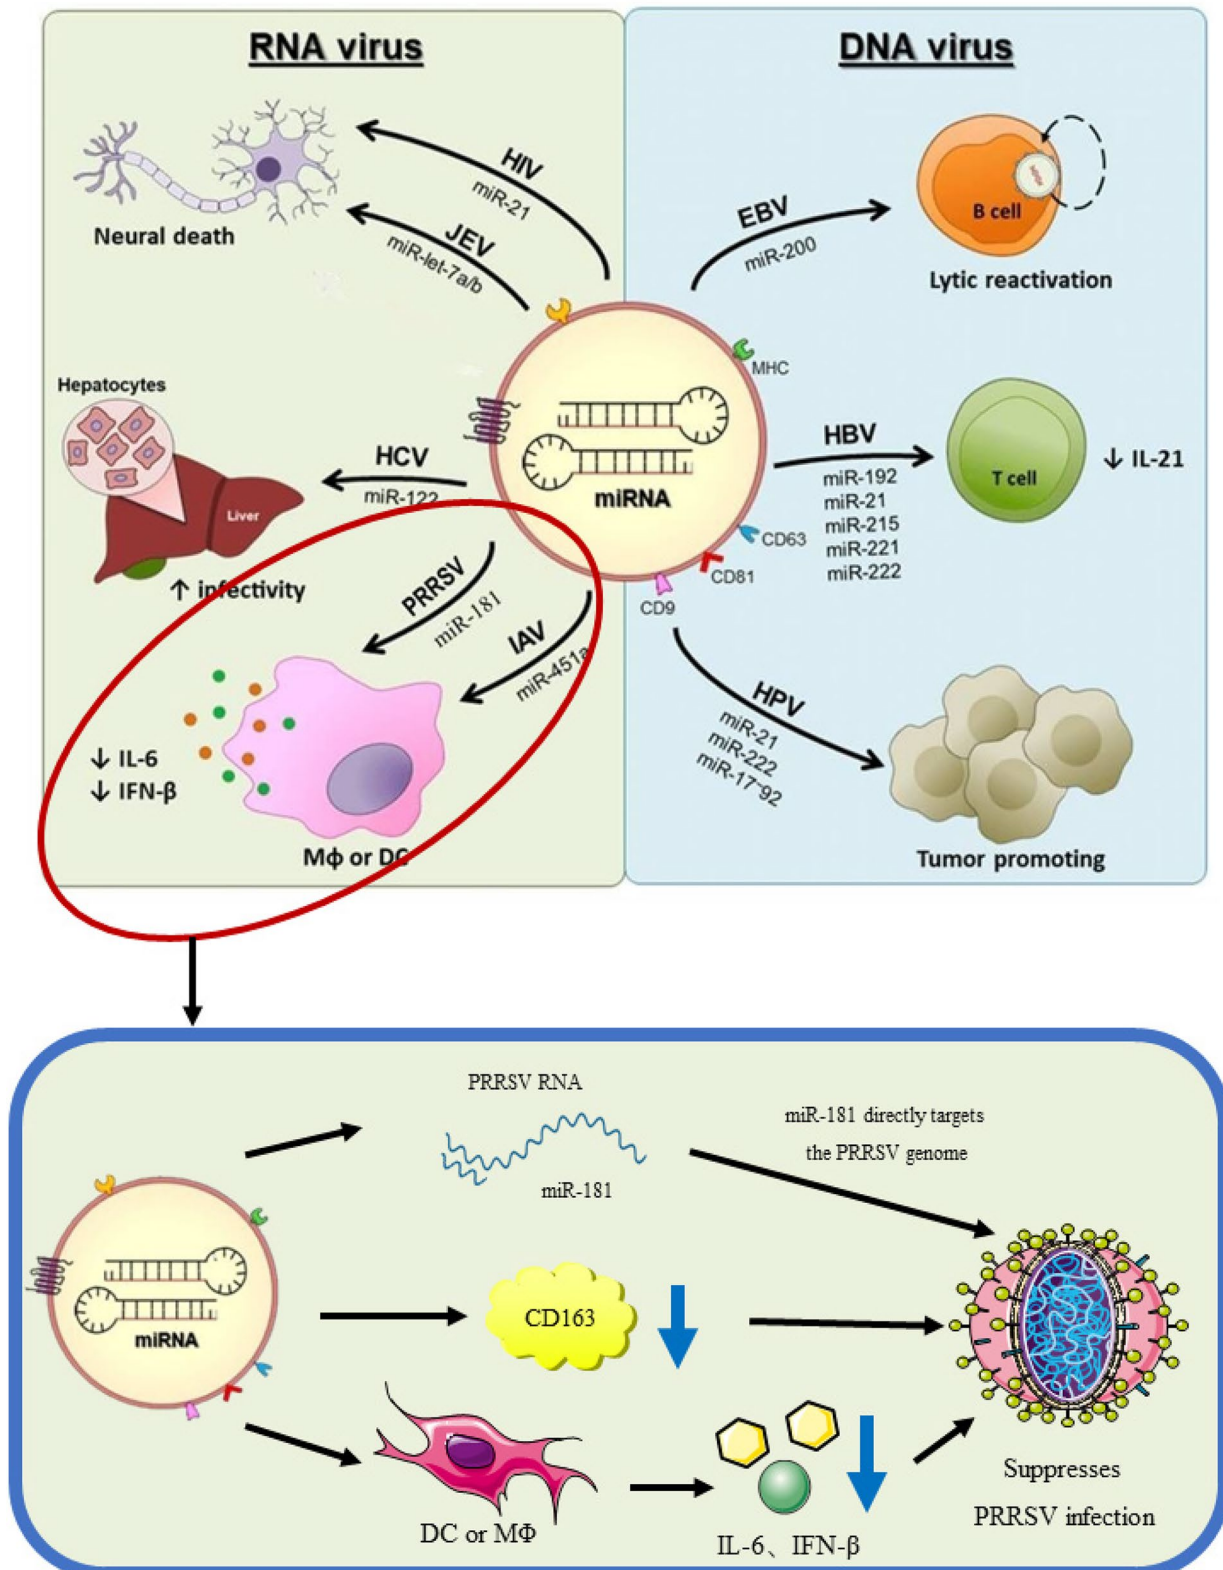 RNA virus
DNA virus
HIV
miR-21
JEV
miR-let-7a/b
Neural death
EBV
miR-200
B cell
Lytic reactivation
MHC
Hepatocytes
Liver
HCV
miR-122
↑ infectivity
miRNA
HBV
miR-192
miR-21
miR-215
miR-221
miR-222
T cell
↓ IL-21
CD63
CD81
CD9
PRRSV
miR-181
IAV
miR-451a
↓ IL-6
↓ IFN-β
Mφ or DC
HPV
miR-21
miR-222
miR-17-92
Tumor promoting
PRRSV RNA
miR-181
miR-181 directly targets
the PRRSV genome
miRNA
CD163
DC or MΦ
IL-6、IFN-β
Suppresses
PRRSV infection